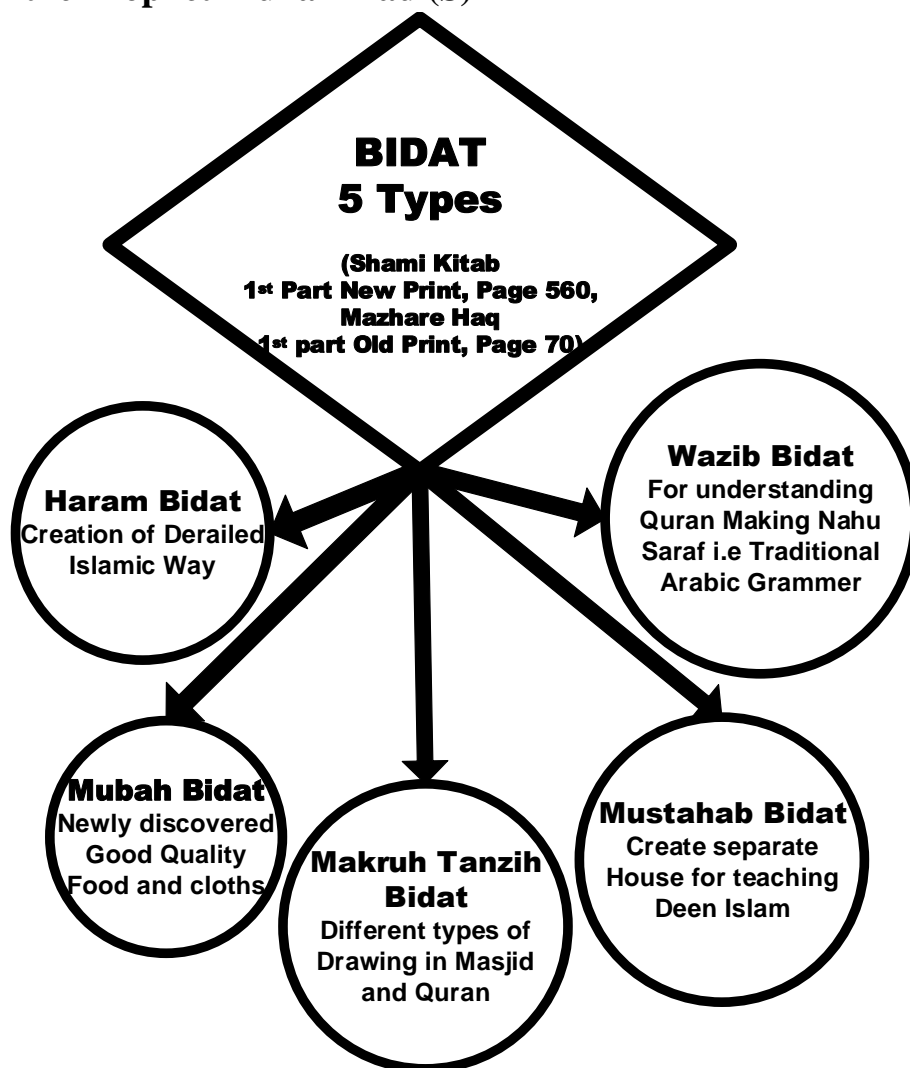 BIDAT
5 Types
(Shami Kitab
1st Part New Print, Page 560,
Mazhare Haq
1st part Old Print, Page 70)
Haram Bidat
Creation of Derailed
Islamic Way
Wazib Bidat
For understanding
Quran Making Nahu
Saraf i.e Traditional
Arabic Grammer
Mubah Bidat
Newly discovered
Good Quality
Food and cloths
Makruh Tanzih
Bidat
Different types of
Drawing in Masjid
and Quran
Mustahab Bidat
Create separate
House for teaching
Deen Islam